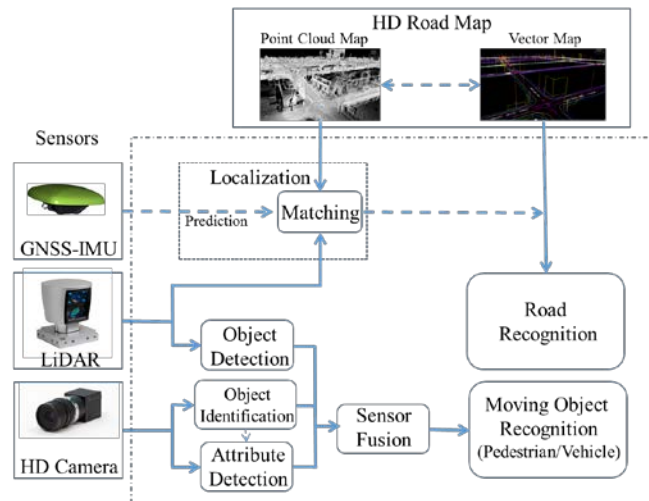 HD Road Map
Point Cloud Map
Vector Map
Sensors
Localization
Matching
Prediction
GNSS-IMU
LiDAR
HD Camera
Object
Detection
Object
Identification
Attribute
Detection
Sensor
Fusion
Road
Recognition
Moving Object
Recognition
(Pedestrian/Vehicle)